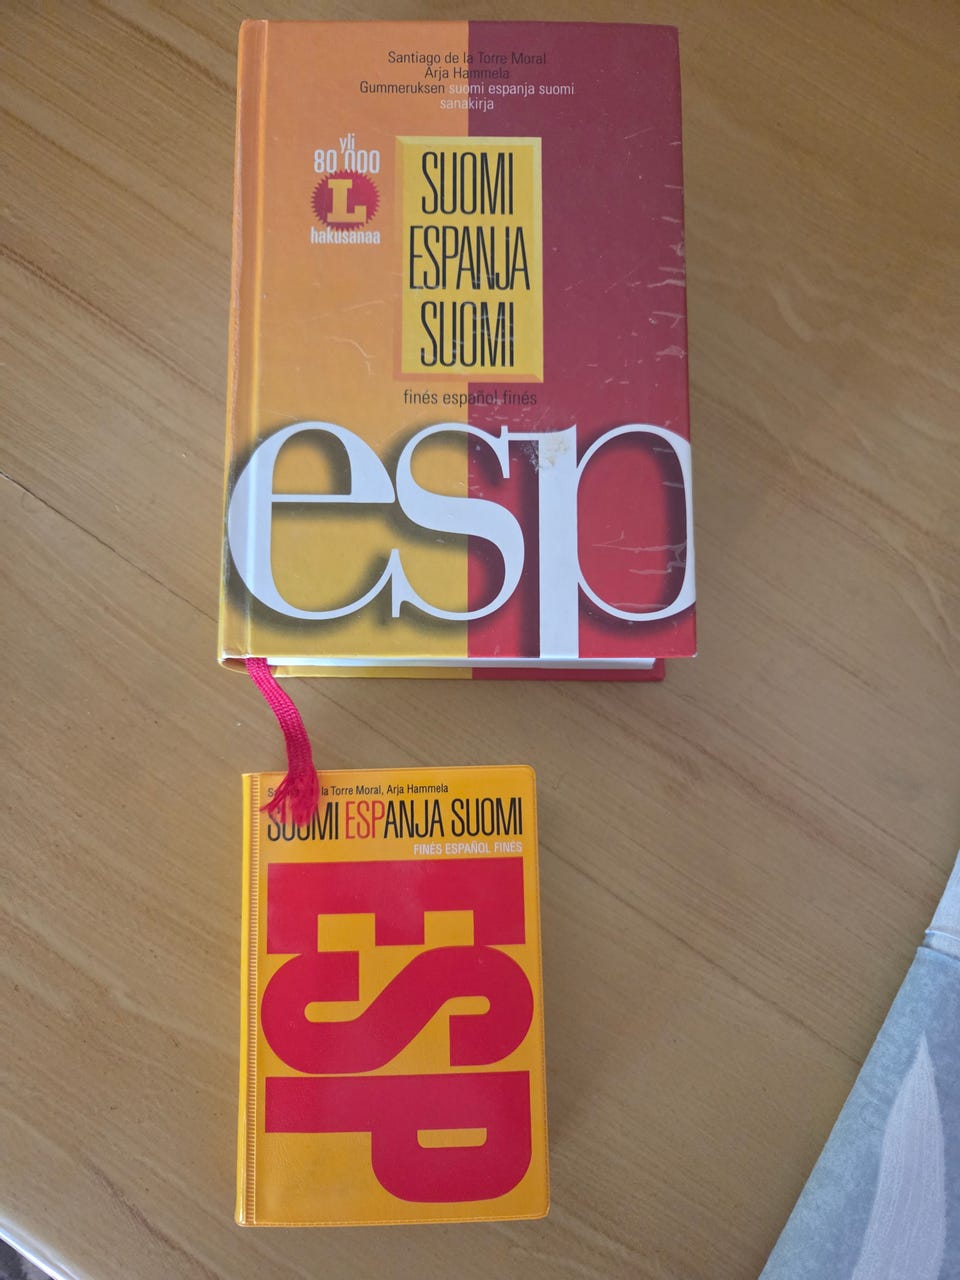 Santiago de la Torre Moral
Arja Hammela
Gummeruksen suomi espanja suomi
sanakirja
yli
80 000
L
hakusanaa
SUOMI
ESPANJA
SUOMI
finés español finés
esp
la Torre Moral, Arja Hammela
SUOMI ESPANJA SUOMI
FINÉS ESPAÑOL FINÉS
ESP